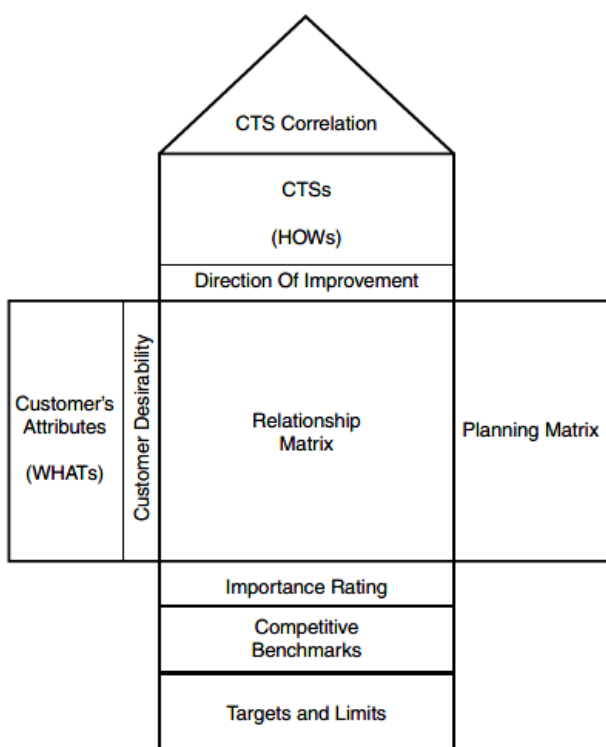 CTS Correlation
CTSs
(HOWs)
Direction Of Improvement
Customer's
Attributes
(WHATs)
Customer Desirability
Relationship
Matrix
Planning Matrix
Importance Rating
Competitive
Benchmarks
Targets and Limits